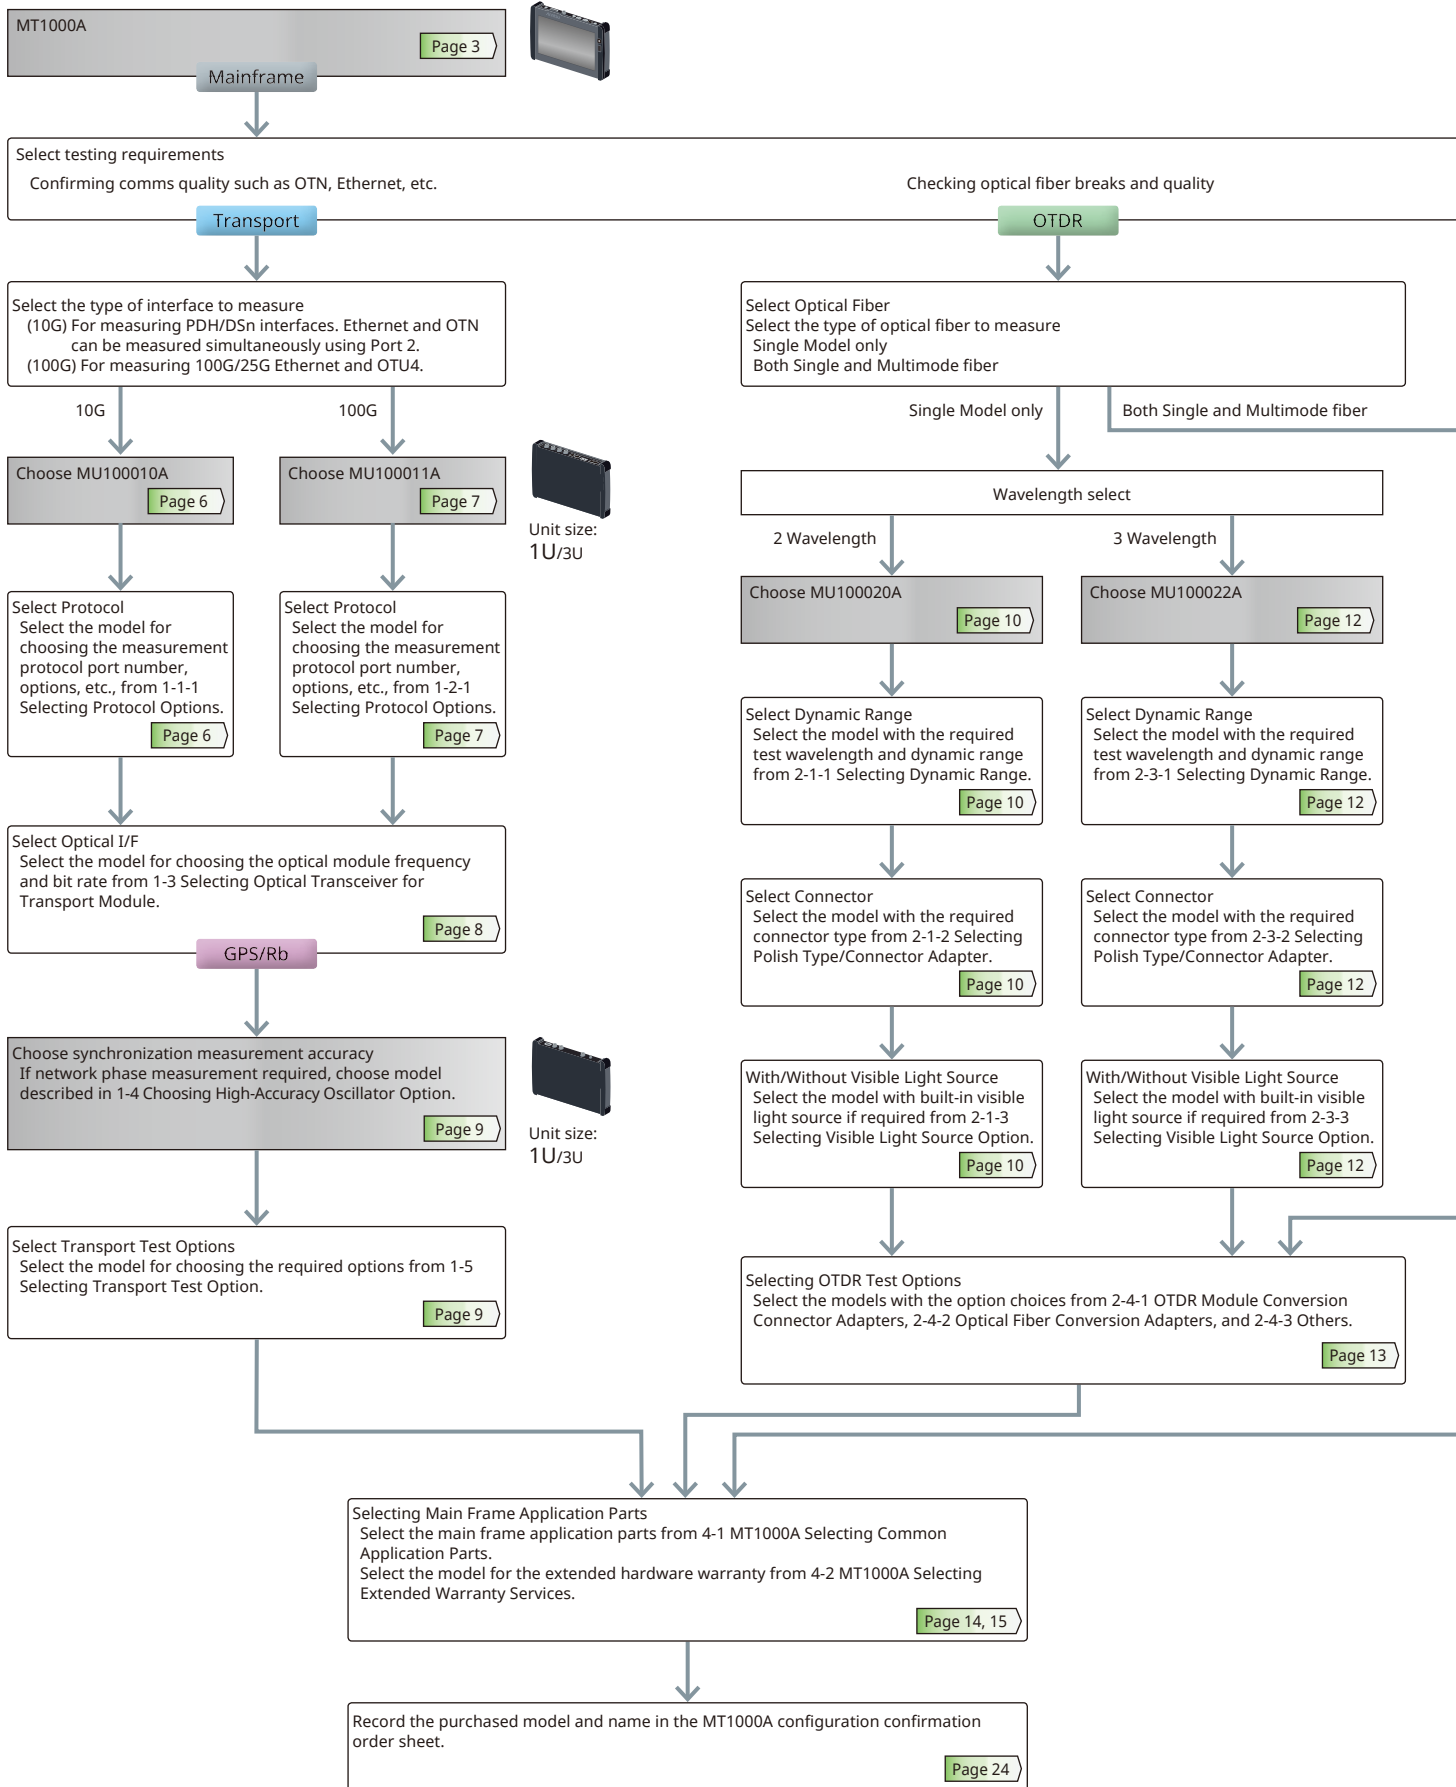 MT1000A
Page 3
Mainframe
Select testing requirements
Confirming comms quality such as OTN, Ethernet, etc.
Checking optical fiber breaks and quality
Transport
OTDR
Select the type of interface to measure
(10G) For measuring PDH/DSn interfaces. Ethernet and OTN
can be measured simultaneously using Port 2.
(100G) For measuring 100G/25G Ethernet and OTU4.
10G
100G
Choose MU100010A
Page 6
Choose MU100011A
Page 7
Unit size:
1U/3U
Select Protocol
Select the model for
choosing the measurement
protocol port number,
options, etc., from 1-1-1
Selecting Protocol Options.
Page 6
Select Protocol
Select the model for
choosing the measurement
protocol port number,
options, etc., from 1-2-1
Selecting Protocol Options.
Page 7
Select Optical I/F
Select the model for choosing the optical module frequency
and bit rate from 1-3 Selecting Optical Transceiver for
Transport Module.
Page 8
GPS/Rb
Choose synchronization measurement accuracy
If network phase measurement required, choose model
described in 1-4 Choosing High-Accuracy Oscillator Option.
Page 9
Unit size:
1U/3U
Select Transport Test Options
Select the model for choosing the required options from 1-5
Selecting Transport Test Option.
Page 9
Select Optical Fiber
Select the type of optical fiber to measure
Single Model only
Both Single and Multimode fiber
Single Model only
Both Single and Multimode fiber
Wavelength select
2 Wavelength
3 Wavelength
Choose MU100020A
Page 10
Choose MU100022A
Page 12
Select Dynamic Range
Select the model with the required
test wavelength and dynamic range
from 2-1-1 Selecting Dynamic Range.
Page 10
Select Dynamic Range
Select the model with the required
test wavelength and dynamic range
from 2-3-1 Selecting Dynamic Range.
Page 12
Select Connector
Select the model with the required
connector type from 2-1-2 Selecting
Polish Type/Connector Adapter.
Page 10
Select Connector
Select the model with the required
connector type from 2-3-2 Selecting
Polish Type/Connector Adapter.
Page 12
With/Without Visible Light Source
Select the model with built-in visible
light source if required from 2-1-3
Selecting Visible Light Source Option.
Page 10
With/Without Visible Light Source
Select the model with built-in visible
light source if required from 2-3-3
Selecting Visible Light Source Option.
Page 12
Selecting OTDR Test Options
Select the models with the option choices from 2-4-1 OTDR Module Conversion
Connector Adapters, 2-4-2 Optical Fiber Conversion Adapters, and 2-4-3 Others.
Page 13
Selecting Main Frame Application Parts
Select the main frame application parts from 4-1 MT1000A Selecting Common
Application Parts.
Select the model for the extended hardware warranty from 4-2 MT1000A Selecting
Extended Warranty Services.
Page 14, 15
Record the purchased model and name in the MT1000A configuration confirmation
order sheet.
Page 24